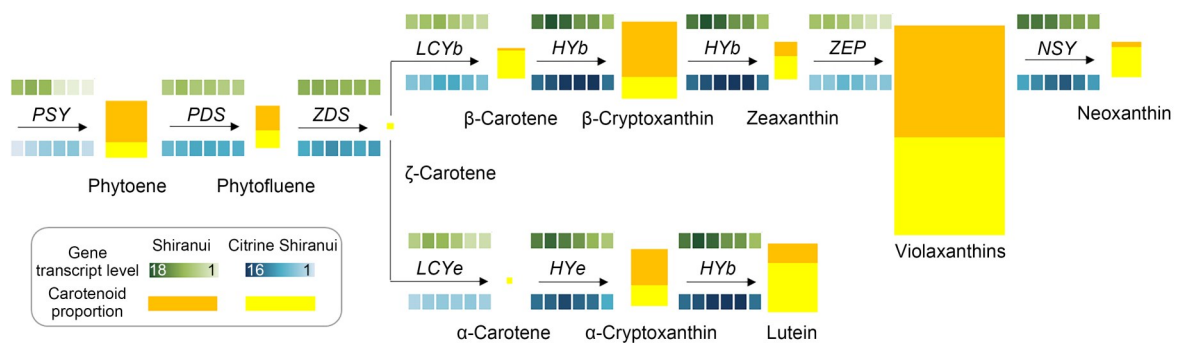 LCYb
HYb
HYb
ZEP
NSY
β-Carotene
β-Cryptoxanthin
Zeaxanthin
Neoxanthin
PSY
PDS
ZDS
Phytoene
Phytofluene
ζ-Carotene
Violaxanthins
LCYe
HYe
HYb
α-Carotene
α-Cryptoxanthin
Lutein
Shiranui
Citrine Shiranui
Gene
transcript level
18 1
16 1
Carotenoid
proportion